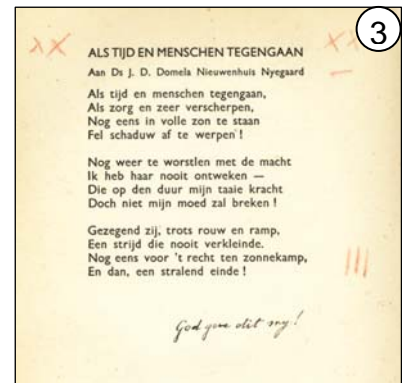 3
ALS TIJD EN MENSCHEN TEGENGAAN
Aan Ds J. D. Domela Nieuwenhuis Nyegaard
Als tijd en menschen tegengaan,
Als zorg en zeer verscherpen,
Nog eens in volle zon te staan
Fel schaduw af te werpen !
Nog weer te worstlen met de macht
Ik heb haar nooit ontweken —
Die op den duur mijn taaie kracht
Doch niet mijn moed zal breken !
Gezegend zij, trots rouw en ramp,
Een strijd die nooit verkleinde.
Nog eens voor 't recht ten zonnekamp,
En dan, een stralend einde !
God geve dit my!